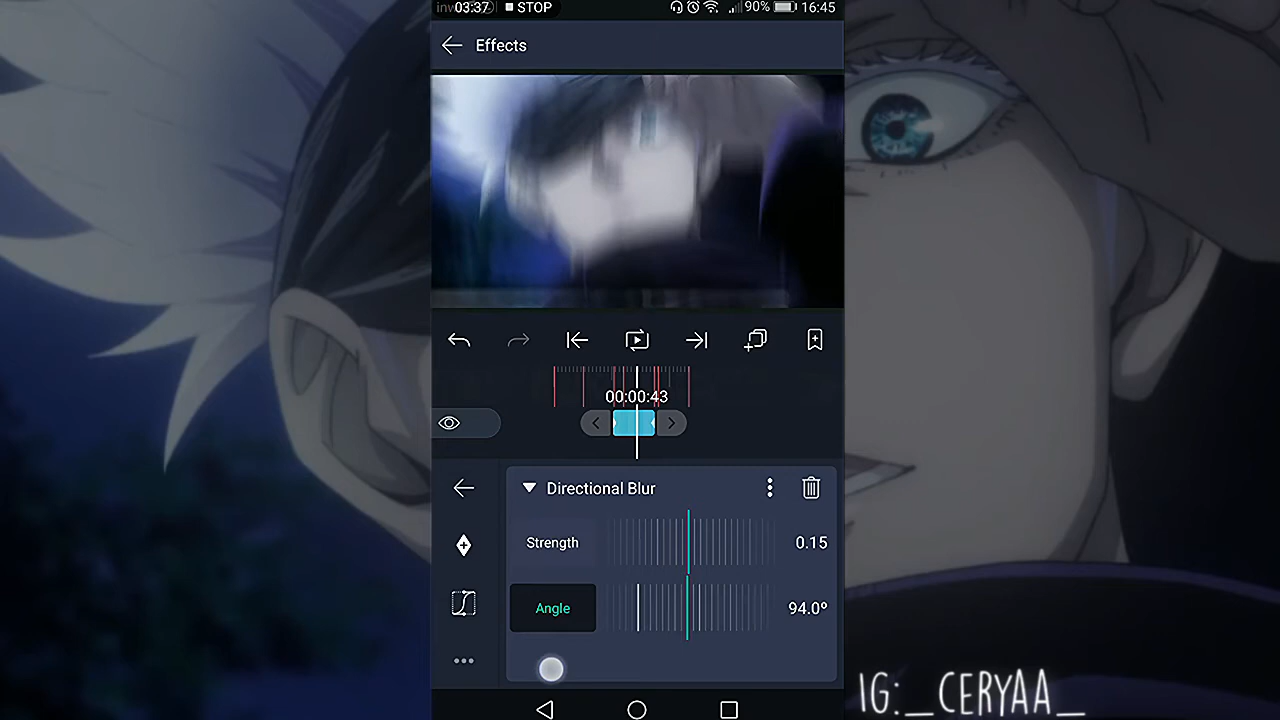 03:37 STOP 90% 16:45
Effects
00:00:43
Directional Blur
Strength 0.15
Angle 94.0º
IG:_CERYAA_